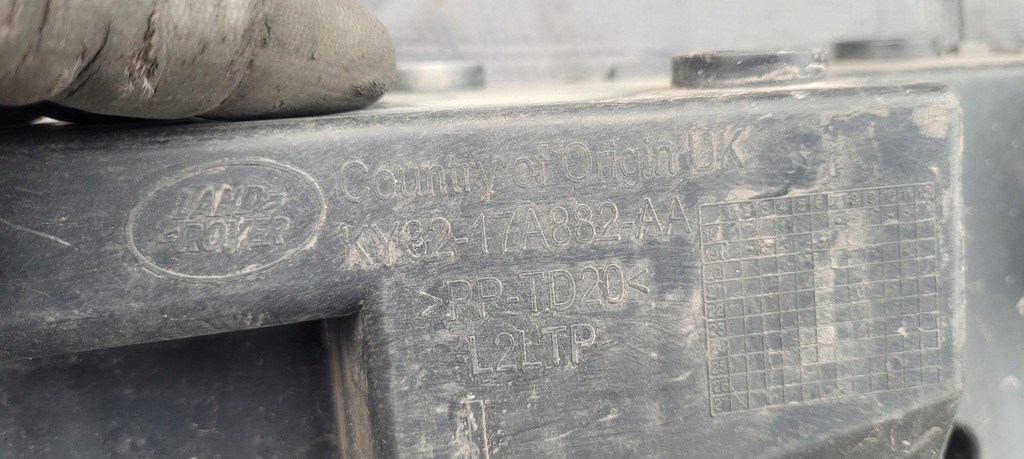 LAND
ROVER
Country of Origin UK
KY32-17A882-AA
>PP-TD20<
L2LTP